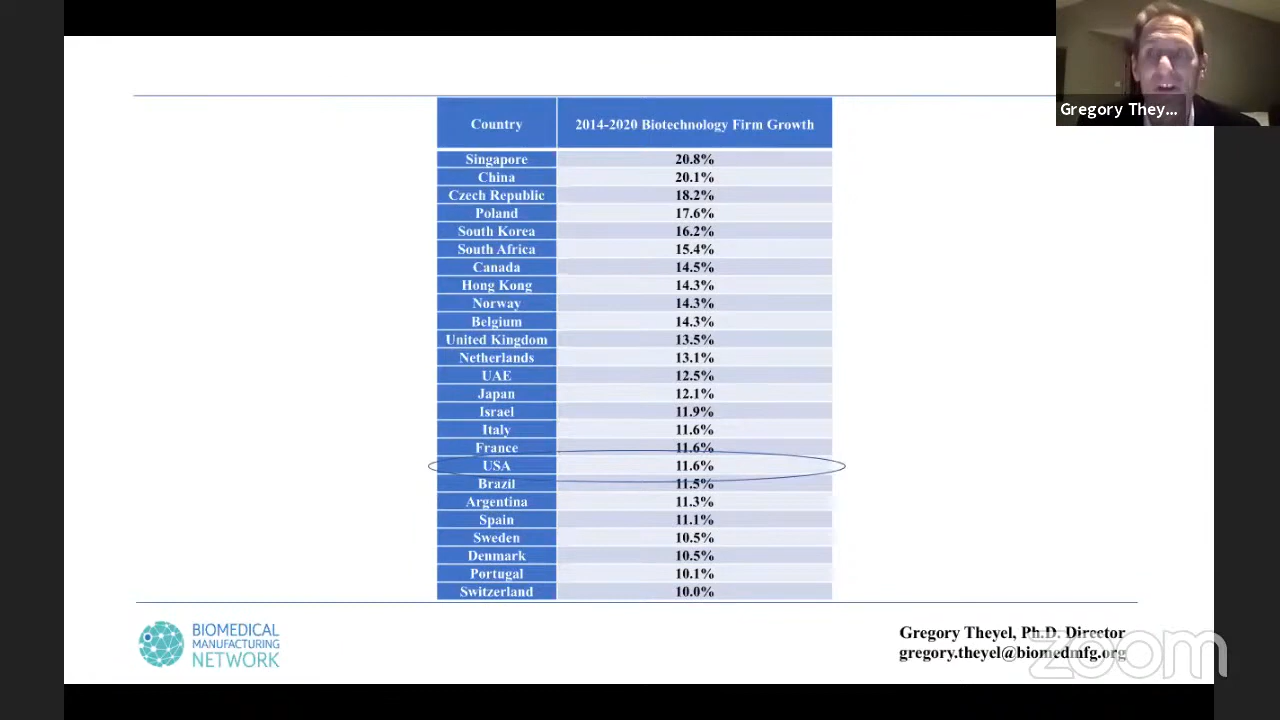 Gregory They...
Country 2014-2020 Biotechnology Firm Growth
Singapore 20.8%
China 20.1%
Czech Republic 18.2%
Poland 17.6%
South Korea 16.2%
South Africa 15.4%
Canada 14.5%
Hong Kong 14.3%
Norway 14.3%
Belgium 14.3%
United Kingdom 13.5%
Netherlands 13.1%
UAE 12.5%
Japan 12.1%
Israel 11.9%
Italy 11.6%
France 11.6%
USA 11.6%
Brazil 11.5%
Argentina 11.3%
Spain 11.1%
Sweden 10.5%
Denmark 10.5%
Portugal 10.1%
Switzerland 10.0%
BIOMEDICAL
MANUFACTURING
NETWORK
Gregory Theyel, Ph.D. Director
gregory.theyel@biomedmfg.org
zoom